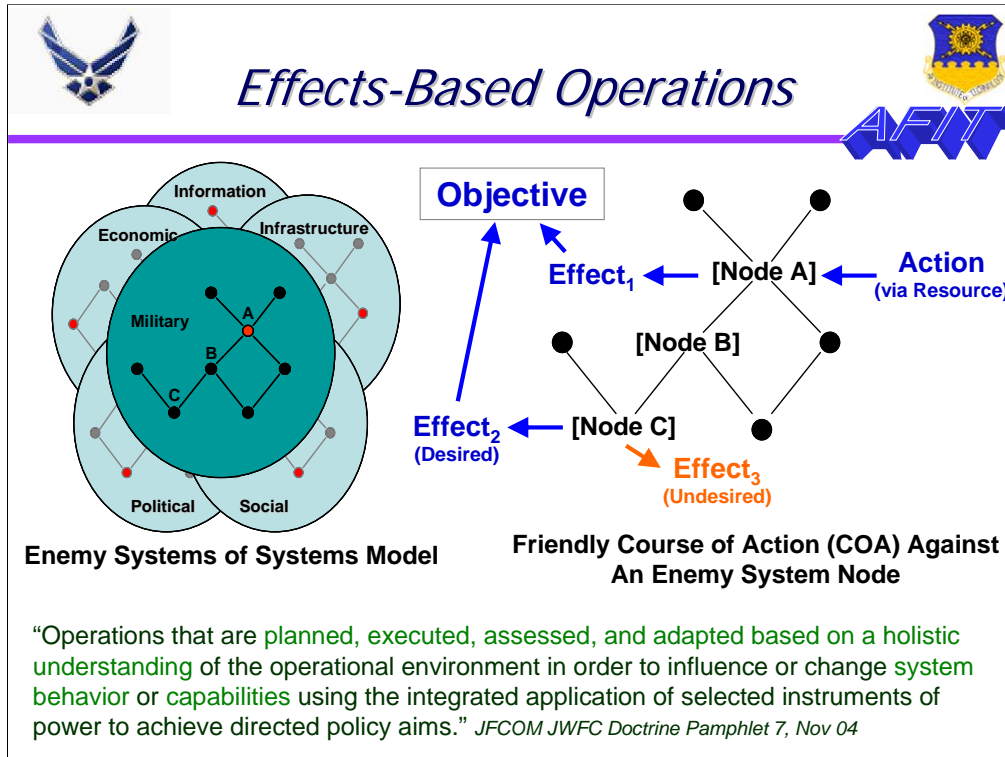 Effects-Based Operations
AFIT
Information
Economic
Infrastructure
Military
A
B
C
Political
Social
Enemy Systems of Systems Model
Objective
Effect1
[Node A]
Action
(via Resource)
[Node B]
Effect2
(Desired)
[Node C]
Effect3
(Undesired)
Friendly Course of Action (COA) Against
An Enemy System Node
“Operations that are planned, executed, assessed, and adapted based on a holistic
understanding of the operational environment in order to influence or change system
behavior or capabilities using the integrated application of selected instruments of
power to achieve directed policy aims.” JFCOM JWFC Doctrine Pamphlet 7, Nov 04